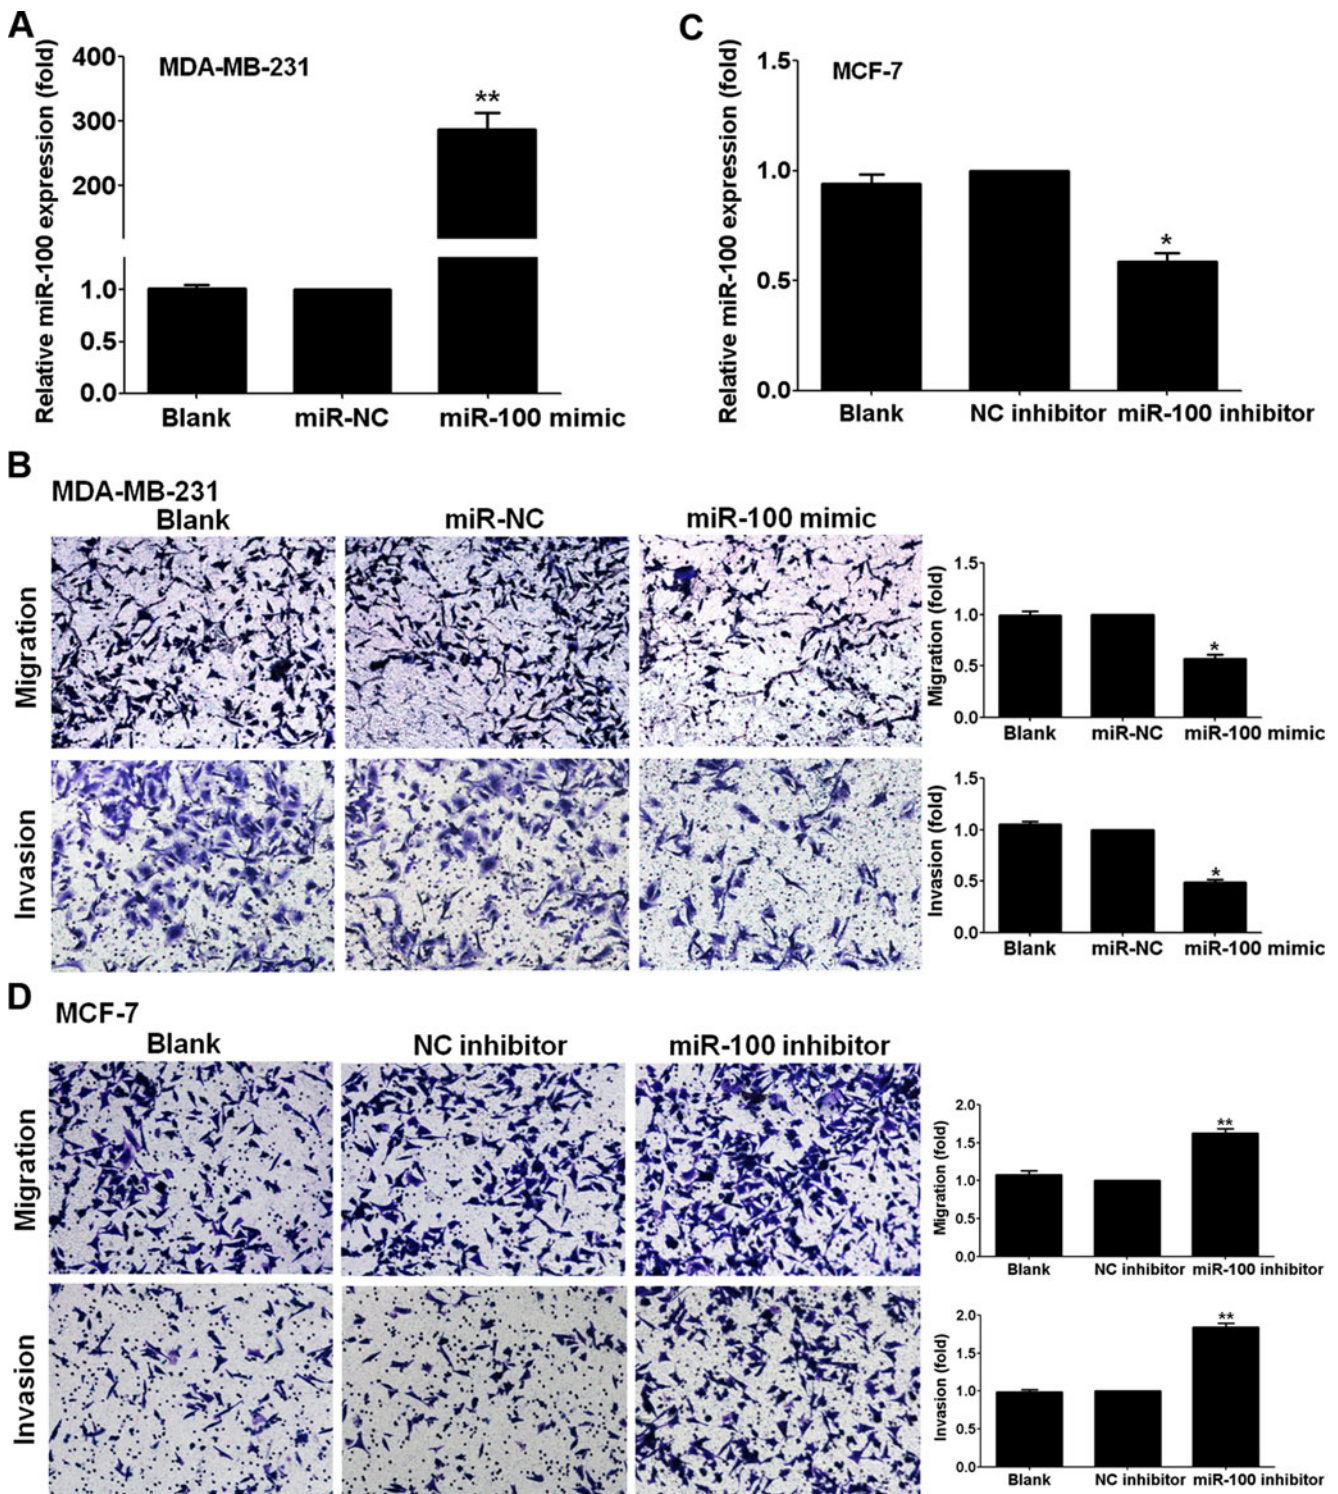 A
MDA-MB-231
Relative miR-100 expression (fold)
400
300
200
1.0
0.5
0.0
**
Blank
miR-NC
miR-100 mimic
C
MCF-7
Relative miR-100 expression (fold)
1.5
1.0
0.5
0.0
*
Blank
NC inhibitor
miR-100 inhibitor
B
MDA-MB-231
Blank
miR-NC
miR-100 mimic
Migration
Invasion
Migration (fold)
1.5
1.0
0.5
0.0
*
Blank
miR-NC
miR-100 mimic
Invasion (fold)
1.5
1.0
0.5
0.0
*
Blank
miR-NC
miR-100 mimic
D
MCF-7
Blank
NC inhibitor
miR-100 inhibitor
Migration
Invasion
Migration (fold)
2.0
1.5
1.0
0.5
0.0
**
Blank
NC inhibitor
miR-100 inhibitor
Invasion (fold)
2.0
1.5
1.0
0.5
0.0
**
Blank
NC inhibitor
miR-100 inhibitor